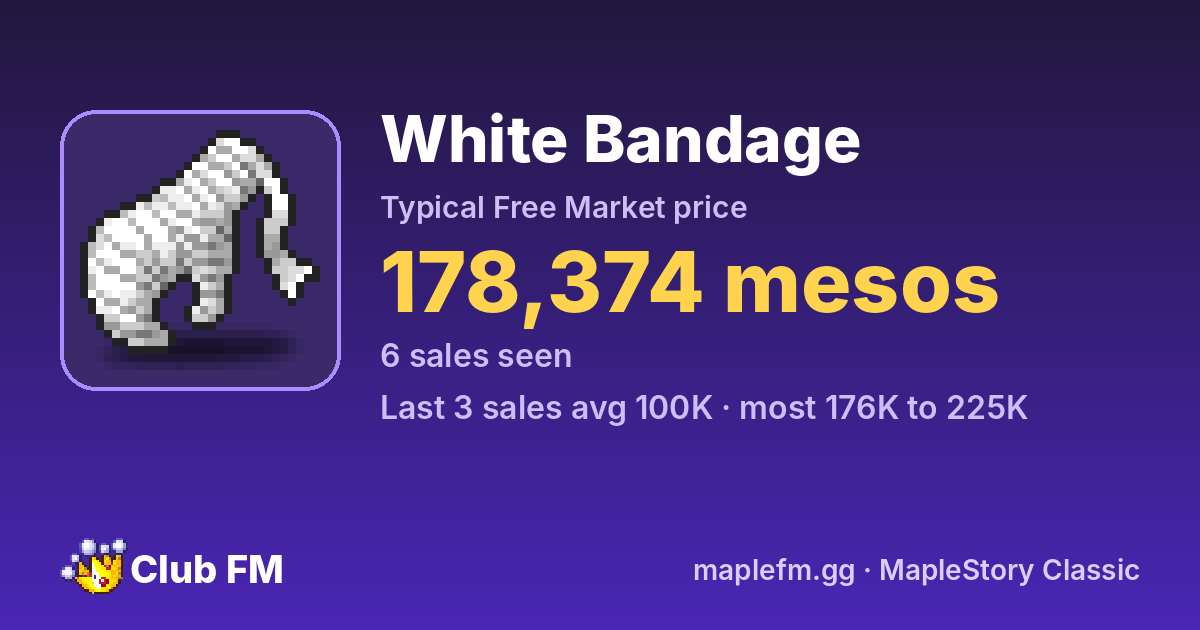 White Bandage
Typical Free Market price
178,374 mesos
6 sales seen
Last 3 sales avg 100K · most 176K to 225K
Club FM
maplefm.gg · MapleStory Classic